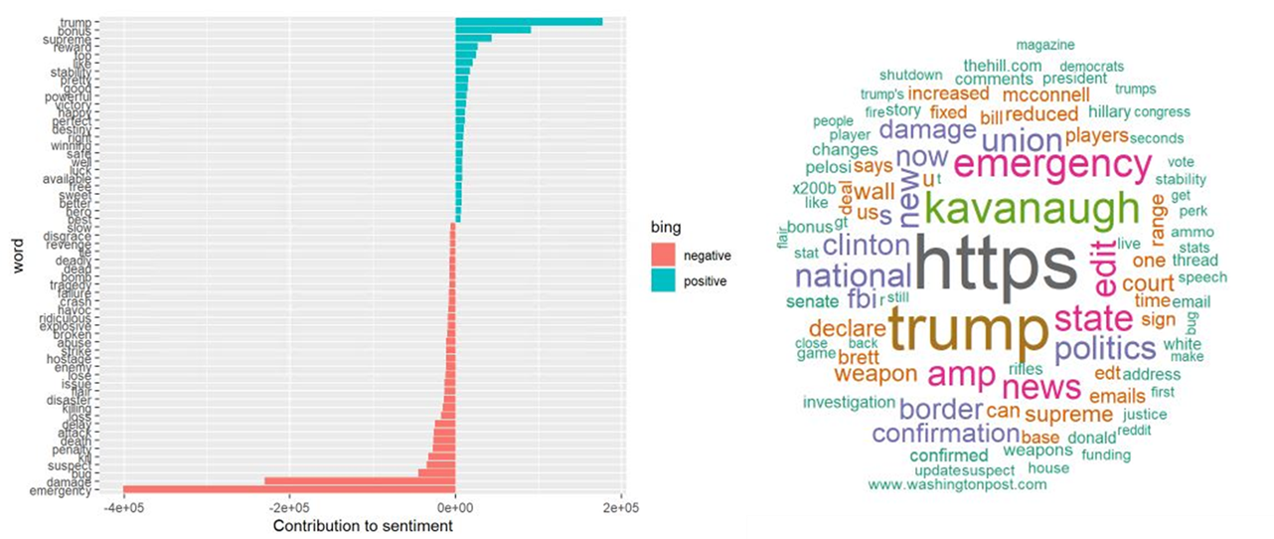 trump
bonus
supreme
reward
top
like
stability
pretty
good
powerful
victory
happy
perfect
destiny
right
winning
safe
well
luck
available
free
sweet
better
hero
best
slow
disgrace
revenge
lie
deadly
dead
bomb
tragedy
failure
crash
havoc
ridiculous
explosive
broken
abuse
strike
hostage
enemy
lose
issue
flair
disaster
killing
loss
delay
attack
death
penalty
kill
suspect
bug
damage
emergency
word
-4e+05 -2e+05 0e+00 2e+05
Contribution to sentiment
bing
negative
positive
magazine
thehill.com democrats
shutdown comments president
trump's increased mcconnell trumps
fire story fixed bill reduced hillary congress
people player damage union players seconds
changes
pelosi says now emergency vote
x200b deal wall new u t stability
like us s kavanaugh range get
perk
bonus gt
flair clinton https edit live ammo
stat stats
national one thread
court speech
senate fbi r still time email
declare trump state sign bug
close back politics white
game brett make
weapon amp rifles edt address
news
investigation border can supreme emails first
justice
confirmation base donald reddit
confirmed weapons funding
update suspect house
www.washingtonpost.com